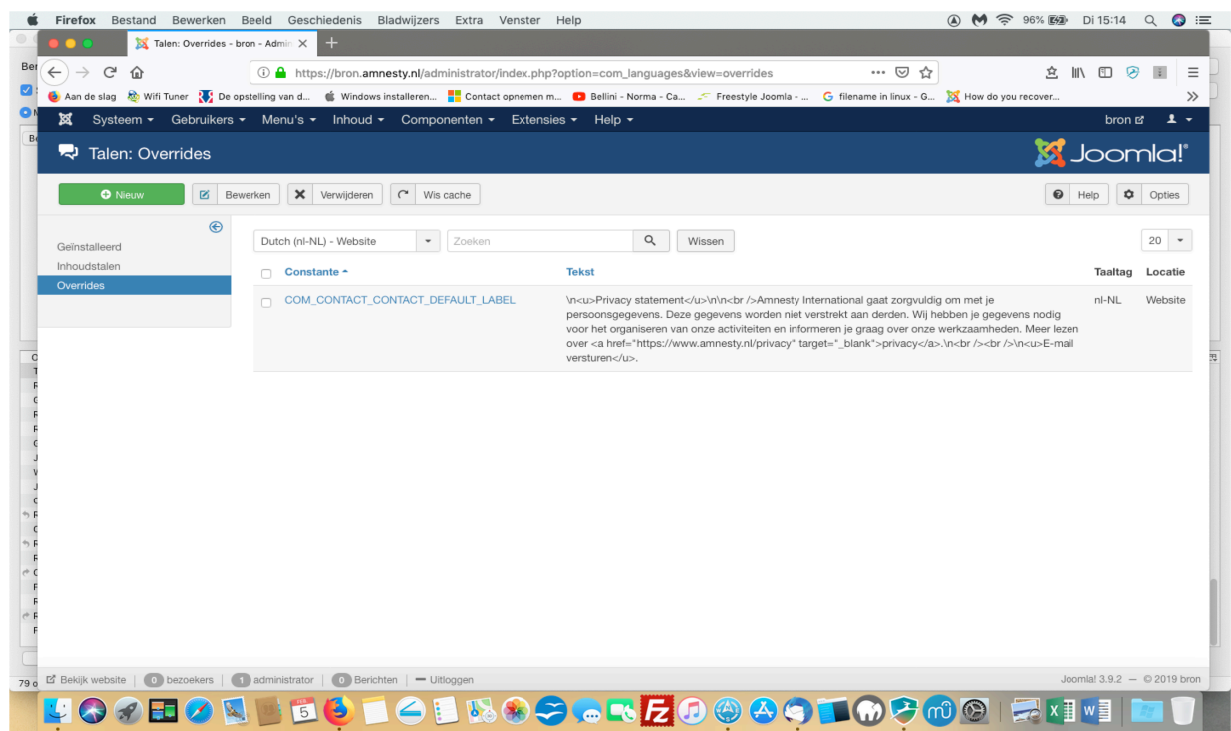 Firefox Bestand Bewerken Beeld Geschiedenis Bladwijzers Extra Venster Help 96% Di 15:14
Talen: Overrides - bron - Admin
https://bron.amnesty.nl/administrator/index.php?option=com_languages&view=overrides
Aan de slag Wifi Tuner De opstelling van d... Windows installeren... Contact opnemen m... Bellini - Norma - Ca... Freestyle Joomla - ... filename in linux - G... How do you recover...
Systeem Gebruikers Menu's Inhoud Componenten Extensies Help bron
Talen: Overrides Joomla!
Nieuw Bewerken Verwijderen Wis cache Help Opties
Geïnstalleerd
Inhoudstalen
Overrides
Dutch (nl-NL) - Website Zoeken Wissen 20
Constante Tekst Taaltag Locatie
COM_CONTACT_CONTACT_DEFAULT_LABEL \n<u>Privacy statement</u>\n\n<br />Amnesty International gaat zorgvuldig om met je nl-NL Website
persoonsgegevens. Deze gegevens worden niet verstrekt aan derden. Wij hebben je gegevens nodig
voor het organiseren van onze activiteiten en informeren je graag over onze werkzaamheden. Meer lezen
over <a href="https://www.amnesty.nl/privacy" target="_blank">privacy</a>.\n<br /><br />\n<u>E-mail
versturen</u>.
79
Bekijk website 0 bezoekers 1 administrator 0 Berichten Uitloggen Joomla! 3.9.2 — © 2019 bron
FEB
5